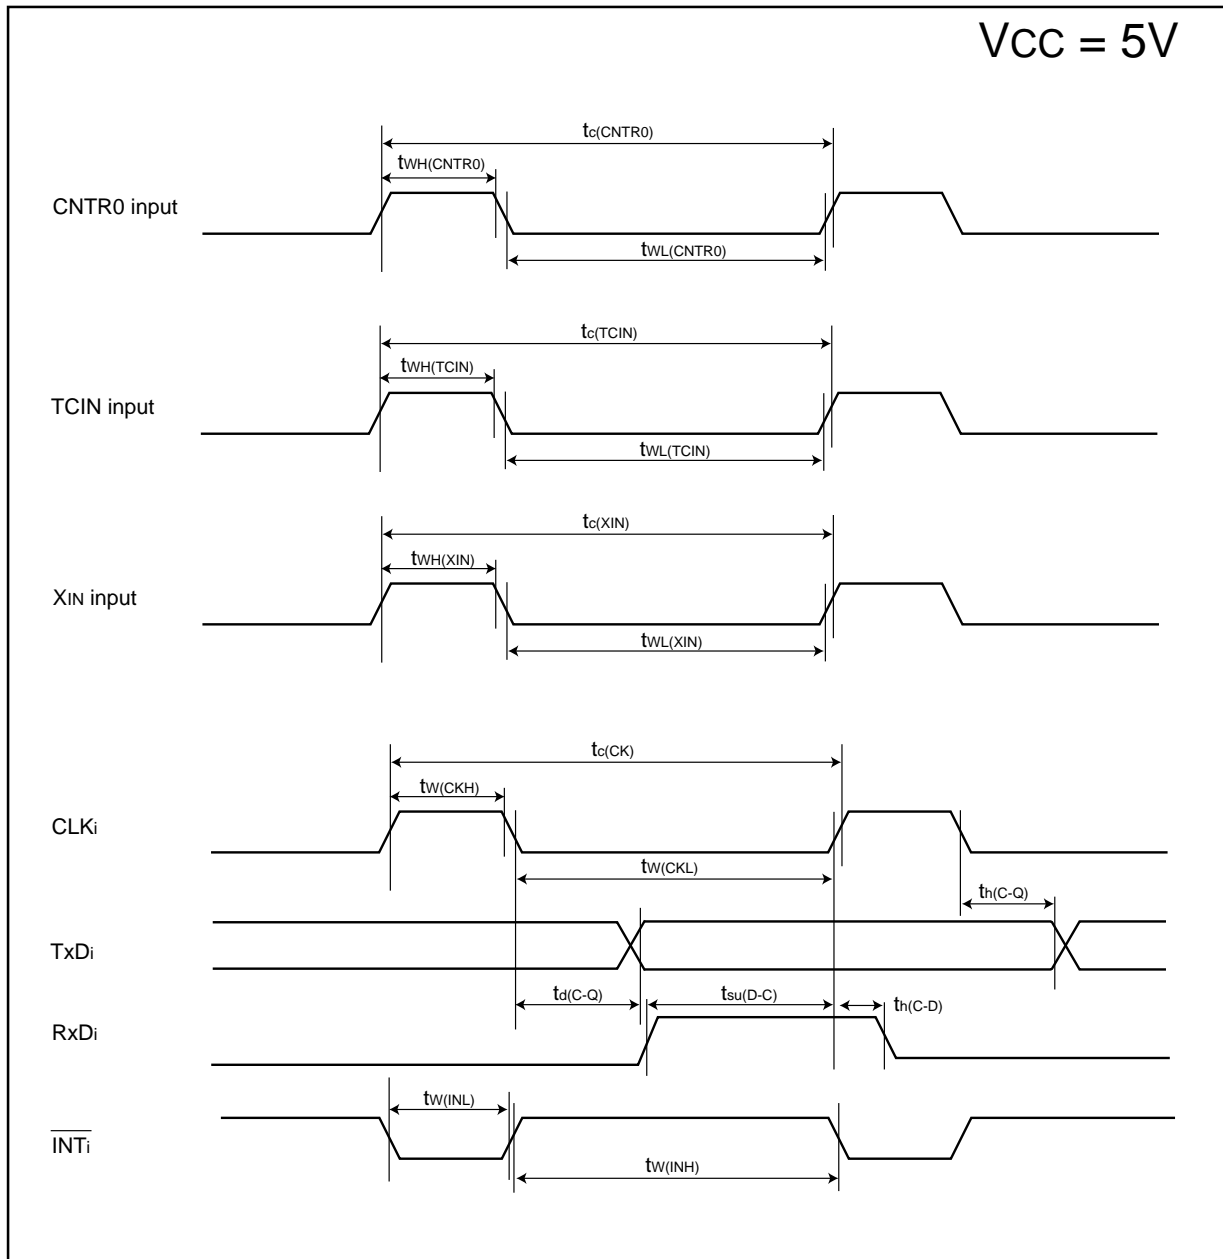 VCC = 5V
tc(CNTR0)
tWH(CNTR0)
CNTR0 input
tWL(CNTR0)
tc(TCIN)
tWH(TCIN)
TCIN input
tWL(TCIN)
tc(XIN)
tWH(XIN)
XIN input
tWL(XIN)
tc(CK)
tW(CKH)
CLKi
tW(CKL)
th(C-Q)
TxDi
td(C-Q)
tsu(D-C)
th(C-D)
RxDi
tW(INL)
INTi
tW(INH)